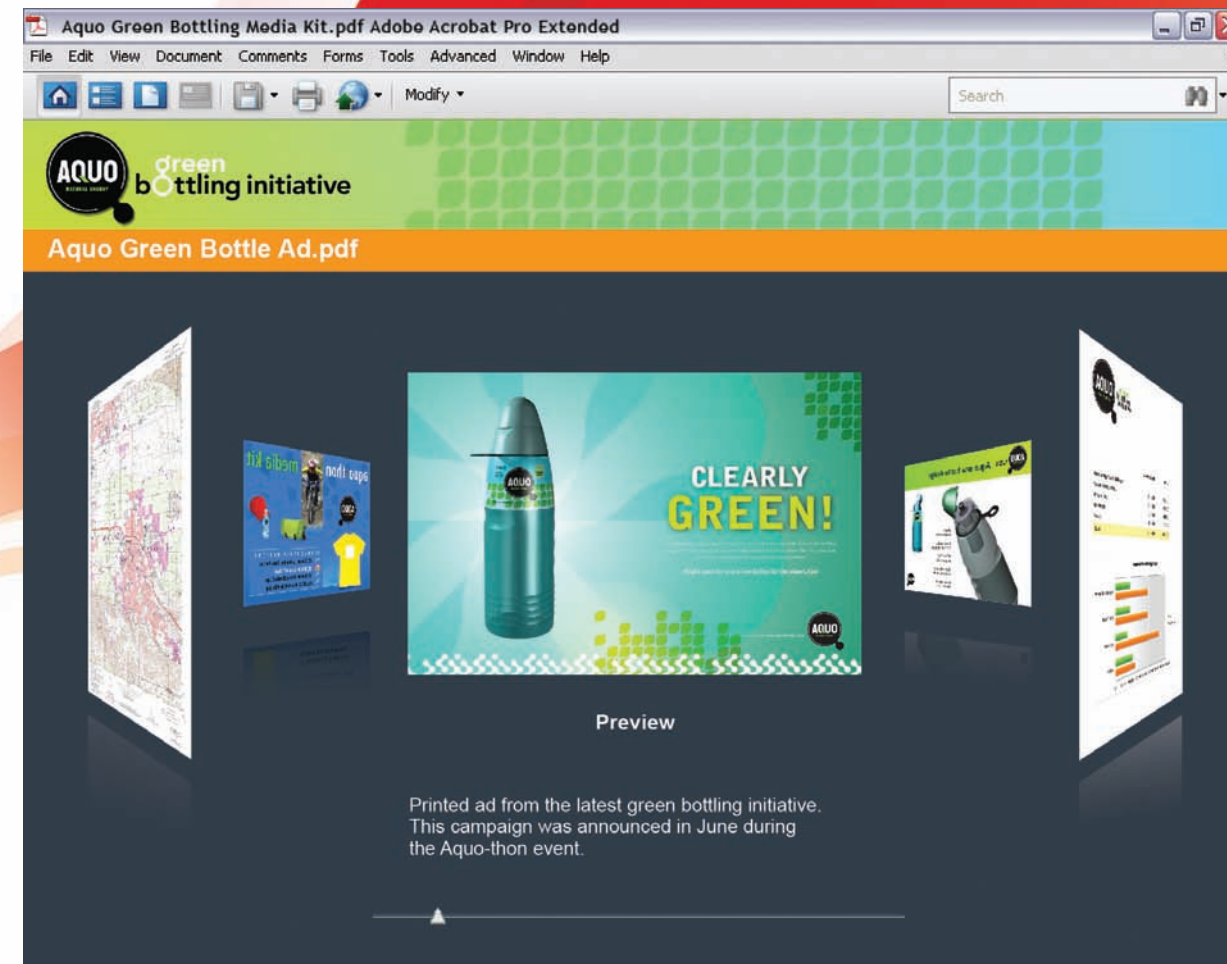 Aquo Green Bottling Media Kit.pdf Adobe Acrobat Pro Extended
File Edit View Document Comments Forms Tools Advanced Window Help
Modify
Search
AQUO
NATURAL ENERGY
green
bottling initiative
Aquo Green Bottle Ad.pdf
aquo thon media kit
AQUO
CLEARLY
GREEN!
AQUO
AQUO
Preview
Printed ad from the latest green bottling initiative.
This campaign was announced in June during
the Aquo-thon event.